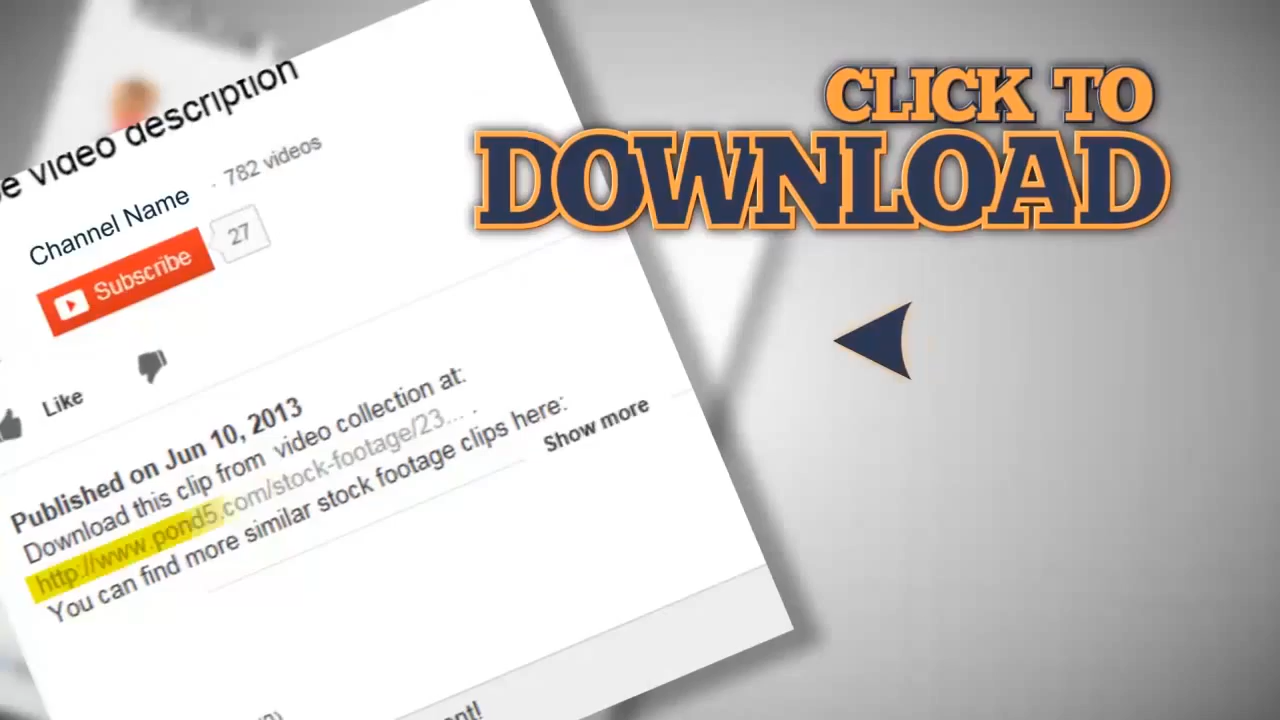 CLICK TO
DOWNLOAD
video description
Channel Name · 782 videos
Subscribe 27
Like
Published on Jun 10, 2013
Download this clip from video collection at:
http://www.pond5.com/stock-footage/23... .
You can find more similar stock footage clips here:
Show more